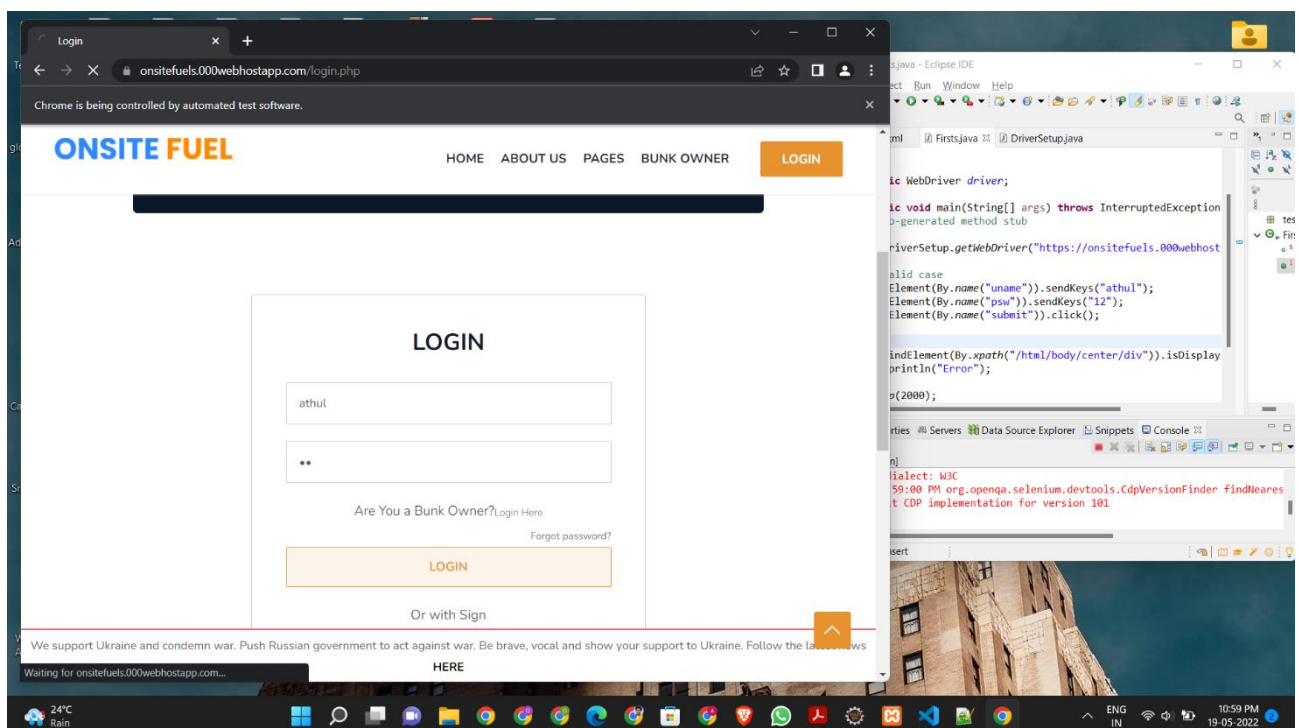 Login
onsitefuels.000webhostapp.com/login.php
Chrome is being controlled by automated test software.
ONSITE FUEL
HOME ABOUT US PAGES BUNK OWNER LOGIN
LOGIN
athul
••
Are You a Bunk Owner?Login Here
Forgot password?
LOGIN
Or with Sign
We support Ukraine and condemn war. Push Russian government to act against war. Be brave, vocal and show your support to Ukraine. Follow the
HERE
Waiting for onsitefuels.000webhostapp.com...
s.java - Eclipse IDE
ect Run Window Help
ml Firsts.java DriverSetup.java
ic WebDriver driver;
ic void main(String[] args) throws InterruptedException
o-generated method stub
riverSetup.getWebDriver("https://onsitefuels.000webhost
alid case
Element(By.name("uname")).sendKeys("athul");
Element(By.name("psw")).sendKeys("12");
Element(By.name("submit")).click();
indElement(By.xpath("/html/body/center/div")).isDisplay
println("Error");
p(2000);
tes
Fir
rties Servers Data Source Explorer Snippets Console
n]
dialect: W3C
59:00 PM org.openqa.selenium.devtools.CdpVersionFinder findNeares
t CDP implementation for version 101
sert
24°C
Rain
ENG
IN
10:59 PM
19-05-2022
2